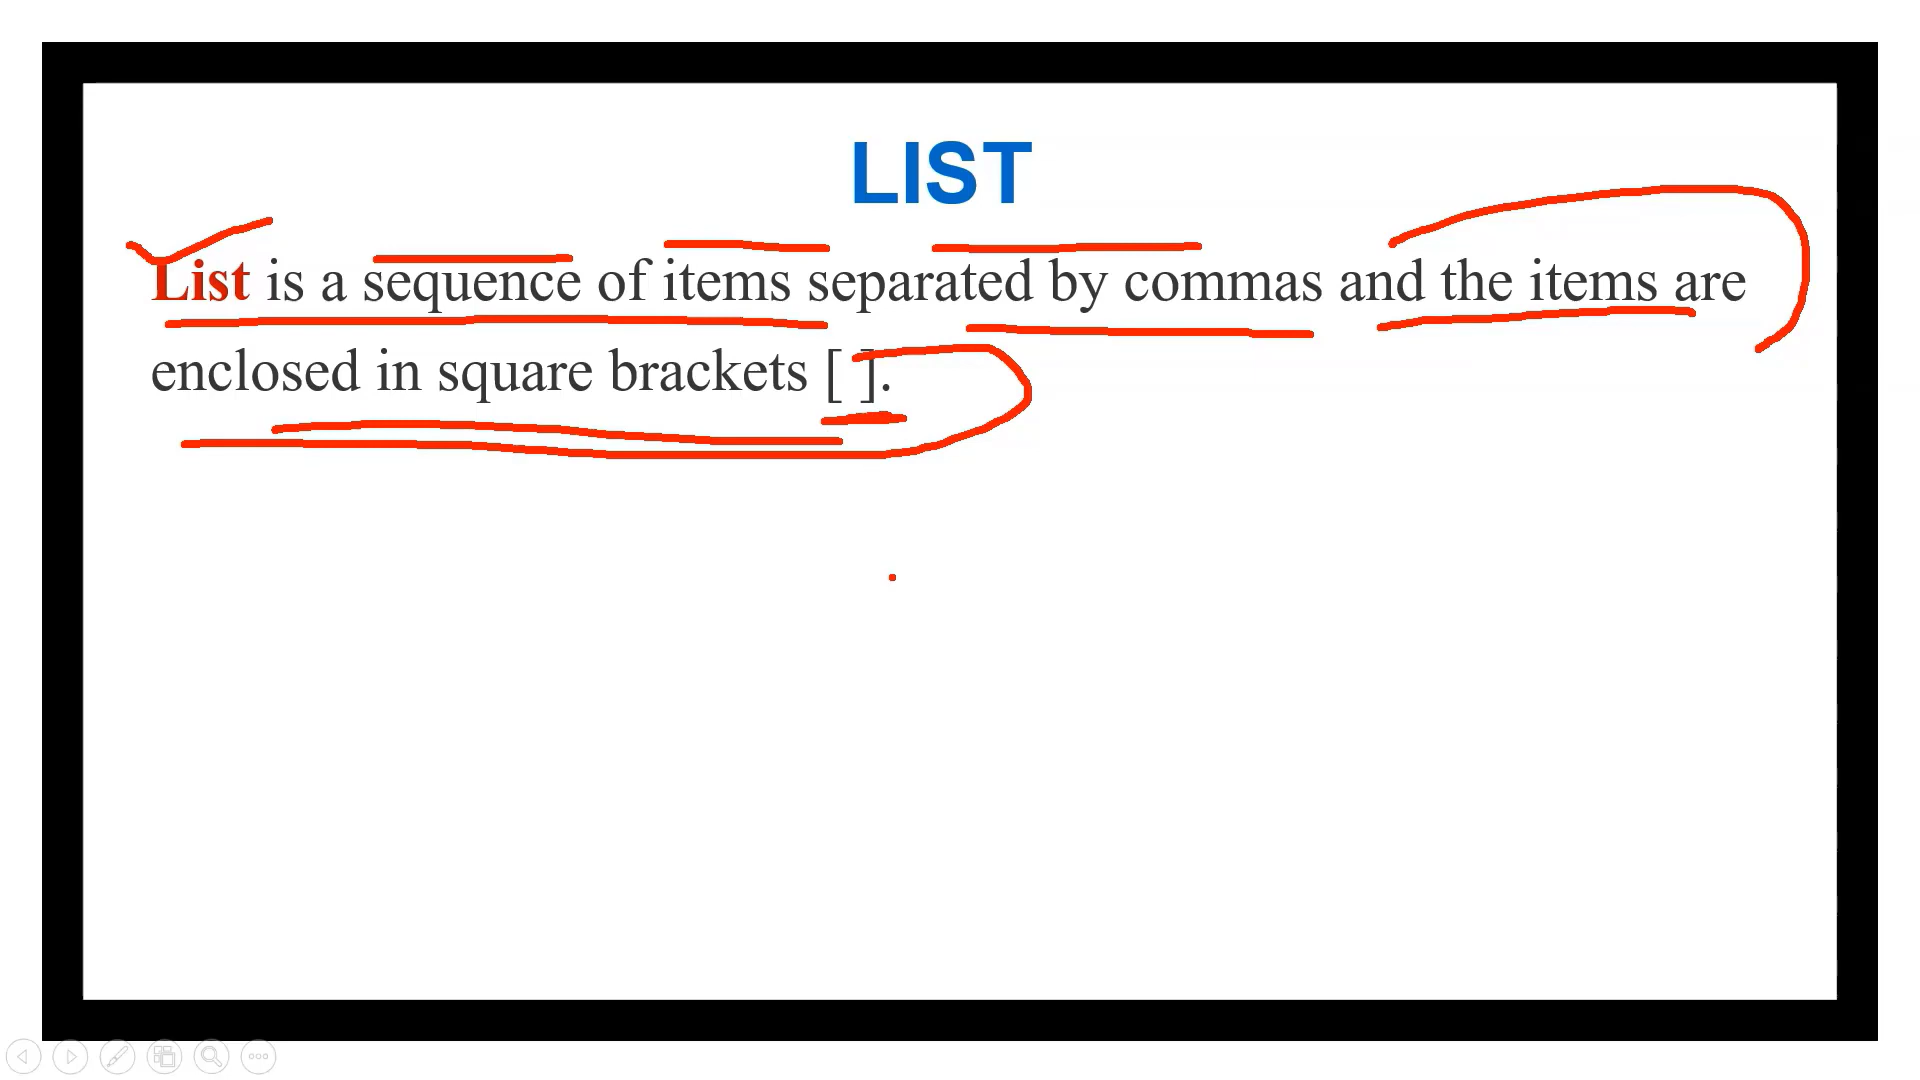 LIST
List is a sequence of items separated by commas and the items are
enclosed in square brackets [ ].